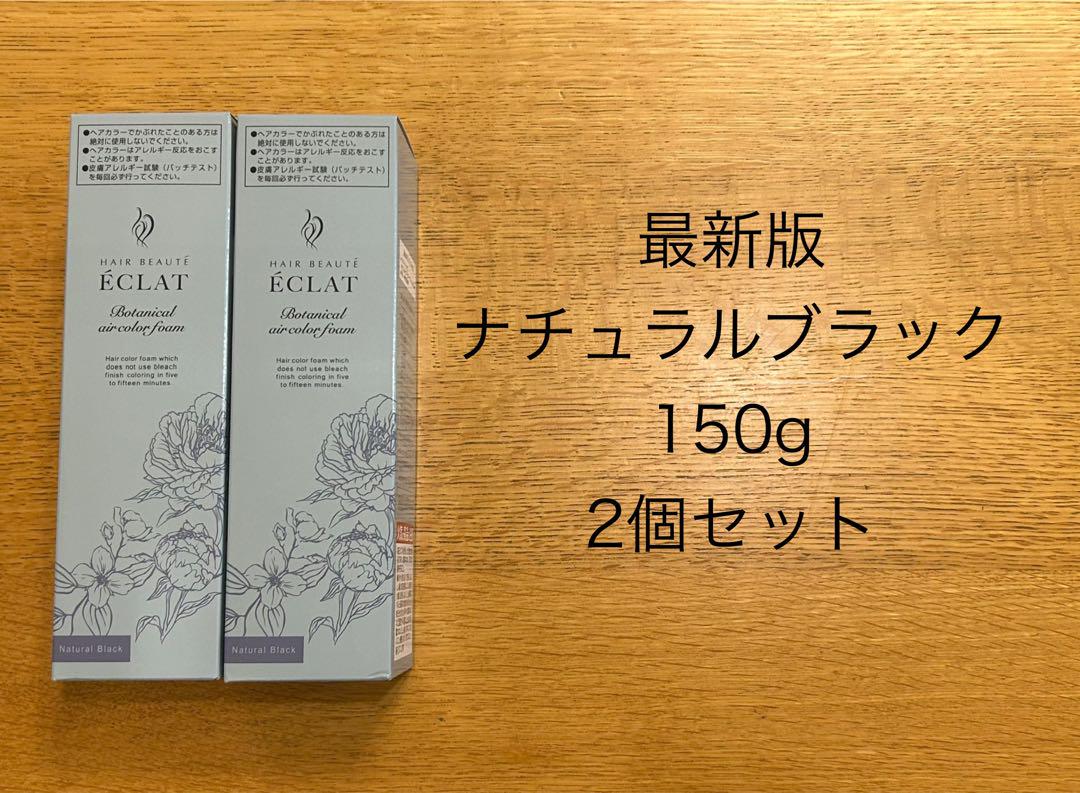 ●ヘアカラーでかぶれたことのある方は
絶対に使用しないでください。
●ヘアカラーはアレルギー反応をおこす
ことがあります。
●皮膚アレルギー試験(パッチテスト)
を毎回必ず行ってください。
HAIR BEAUTÉ
ÉCLAT
Botanical
air color foam
Hair color foam which
does not use bleach
finish coloring in five
to fifteen minutes.
Natural Black
●ヘアカラーでかぶれたことのある方は
絶対に使用しないでください。
●ヘアカラーはアレルギー反応をおこす
ことがあります。
●皮膚アレルギー試験(パッチテスト)
を毎回必ず行ってください。
HAIR BEAUTÉ
ÉCLAT
Botanical
air color foam
Hair color foam which
does not use bleach
finish coloring in five
to fifteen minutes.
Natural Black
最新版
ナチュラルブラック
150g
2個セット